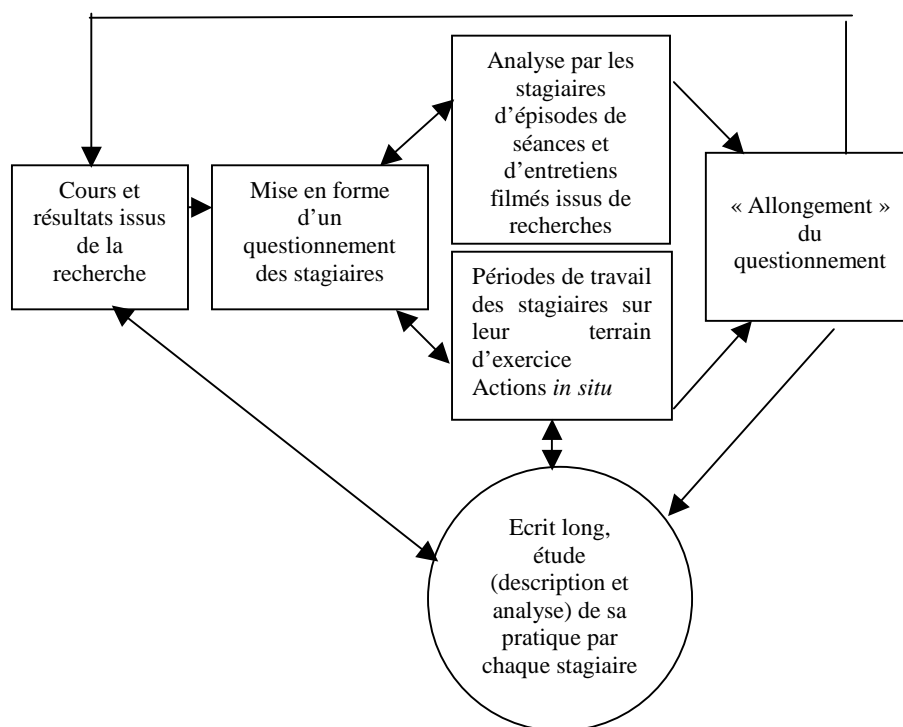 Cours et
résultats issus
de la
recherche
Mise en forme
d’un
questionnement
des stagiaires
Analyse par les
stagiaires
d’épisodes de
séances et
d’entretiens
filmés issus de
recherches
Périodes de travail
des stagiaires sur
leur terrain
d’exercice
Actions in situ
« Allongement »
du
questionnement
Ecrit long,
étude
(description et
analyse) de sa
pratique par
chaque stagiaire